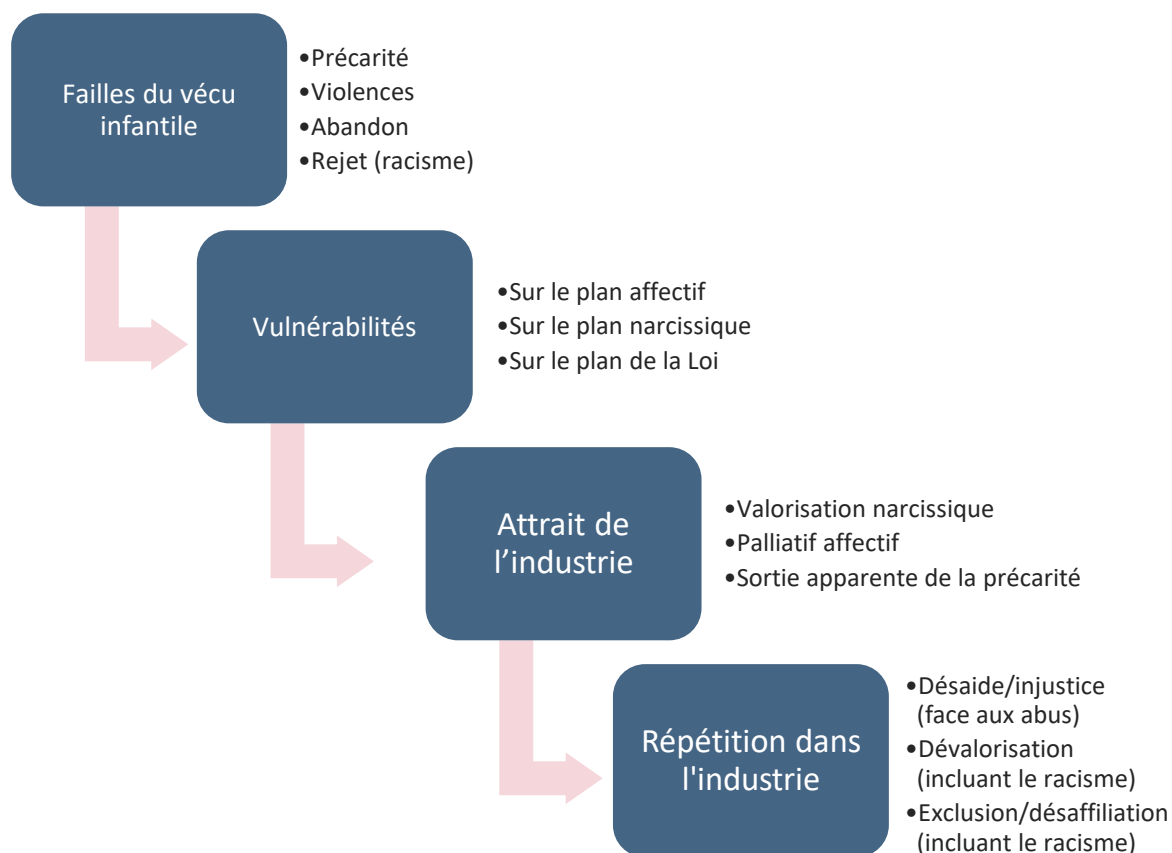 Failles du vécu
infantile
•Précarité
•Violences
•Abandon
•Rejet (racisme)
Vulnérabilités
•Sur le plan affectif
•Sur le plan narcissique
•Sur le plan de la Loi
Attrait de
l’industrie
•Valorisation narcissique
•Palliatif affectif
•Sortie apparente de la précarité
Répétition dans
l'industrie
•Désaide/injustice
(face aux abus)
•Dévalorisation
(incluant le racisme)
•Exclusion/désaffiliation
(incluant le racisme)